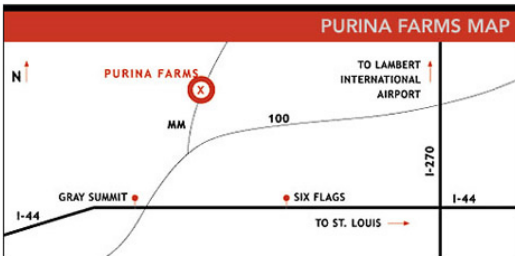 PURINA FARMS MAP
N
PURINA FARMS
X
TO LAMBERT
INTERNATIONAL
AIRPORT
MM
100
I-270
GRAY SUMMIT
SIX FLAGS
I-44
I-44
TO ST. LOUIS